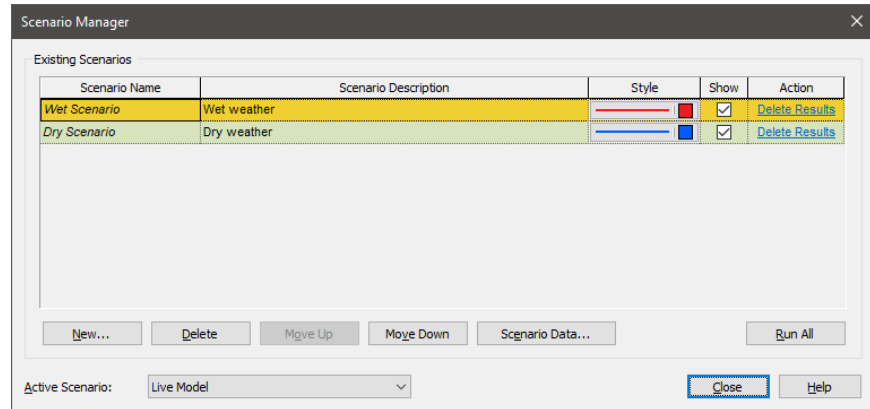 Scenario Manager
Existing Scenarios
Scenario Name Scenario Description Style Show Action
Wet Scenario Wet weather Delete Results
Dry Scenario Dry weather Delete Results
New... Delete Move Up Move Down Scenario Data... Run All
Active Scenario: Live Model Close Help